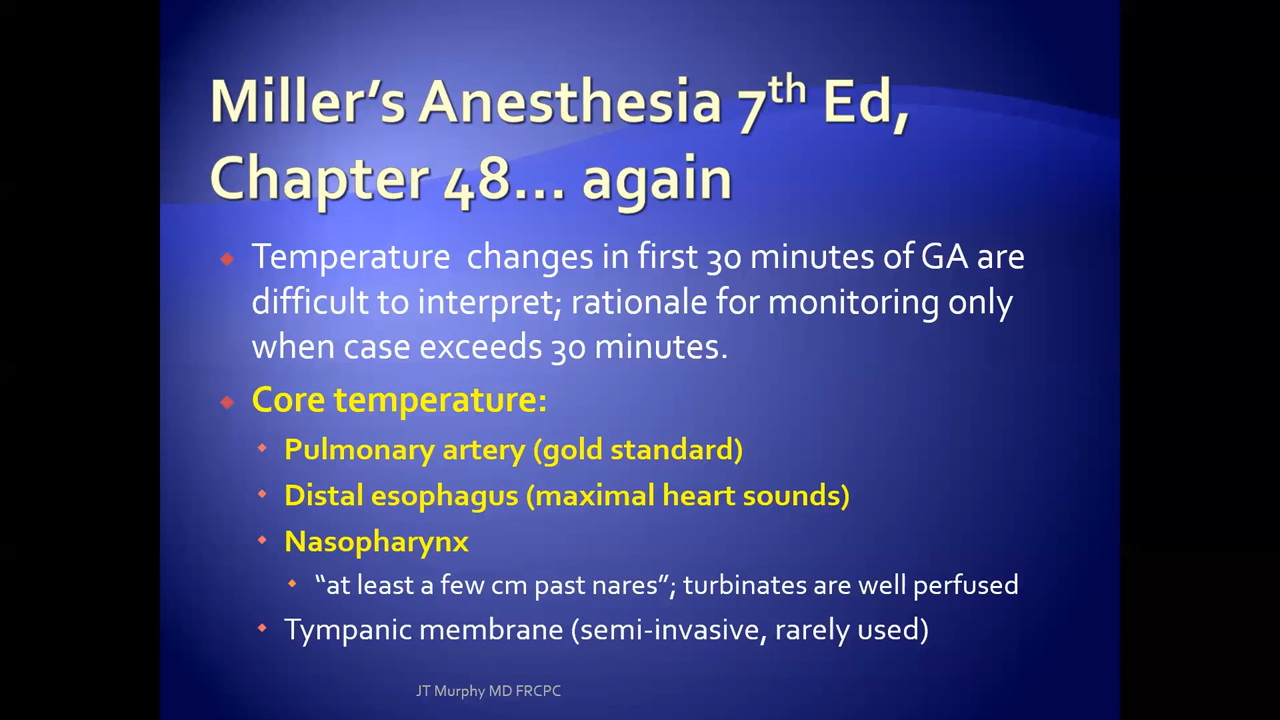 Miller’s Anesthesia 7th Ed,
Chapter 48... again
Temperature changes in first 30 minutes of GA are
difficult to interpret; rationale for monitoring only
when case exceeds 30 minutes.
Core temperature:
Pulmonary artery (gold standard)
Distal esophagus (maximal heart sounds)
Nasopharynx
“at least a few cm past nares”; turbinates are well perfused
Tympanic membrane (semi-invasive, rarely used)
JT Murphy MD FRCPC